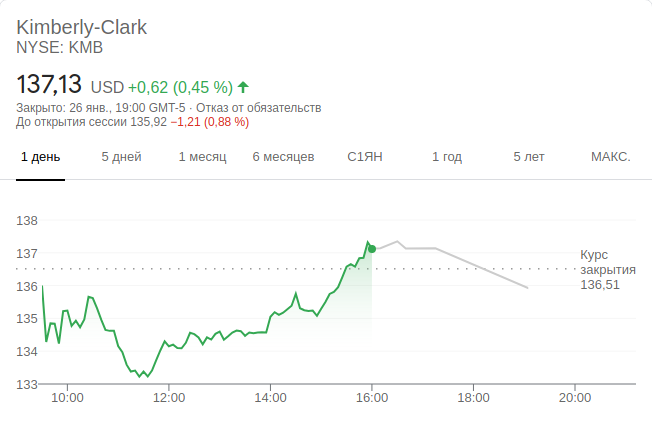 Kimberly-Clark
NYSE: KMB
137,13 USD +0,62 (0,45 %)
Закрыто: 26 янв., 19:00 GMT-5 · Отказ от обязательств
До открытия сессии 135,92 −1,21 (0,88 %)
1 день 5 дней 1 месяц 6 месяцев С1ЯН 1 год 5 лет МАКС.
138
137
136
135
134
133
Курс
закрытия
136,51
10:00 12:00 14:00 16:00 18:00 20:00